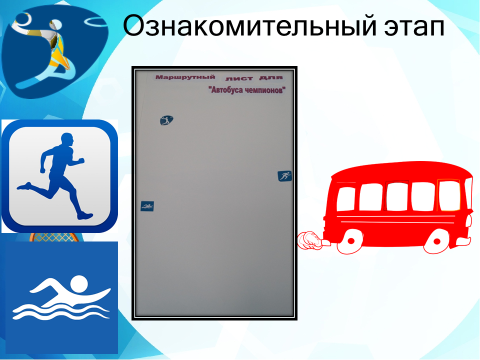 Ознакомительный этап
Маршрутный лист для
"Автобуса чемпионов"